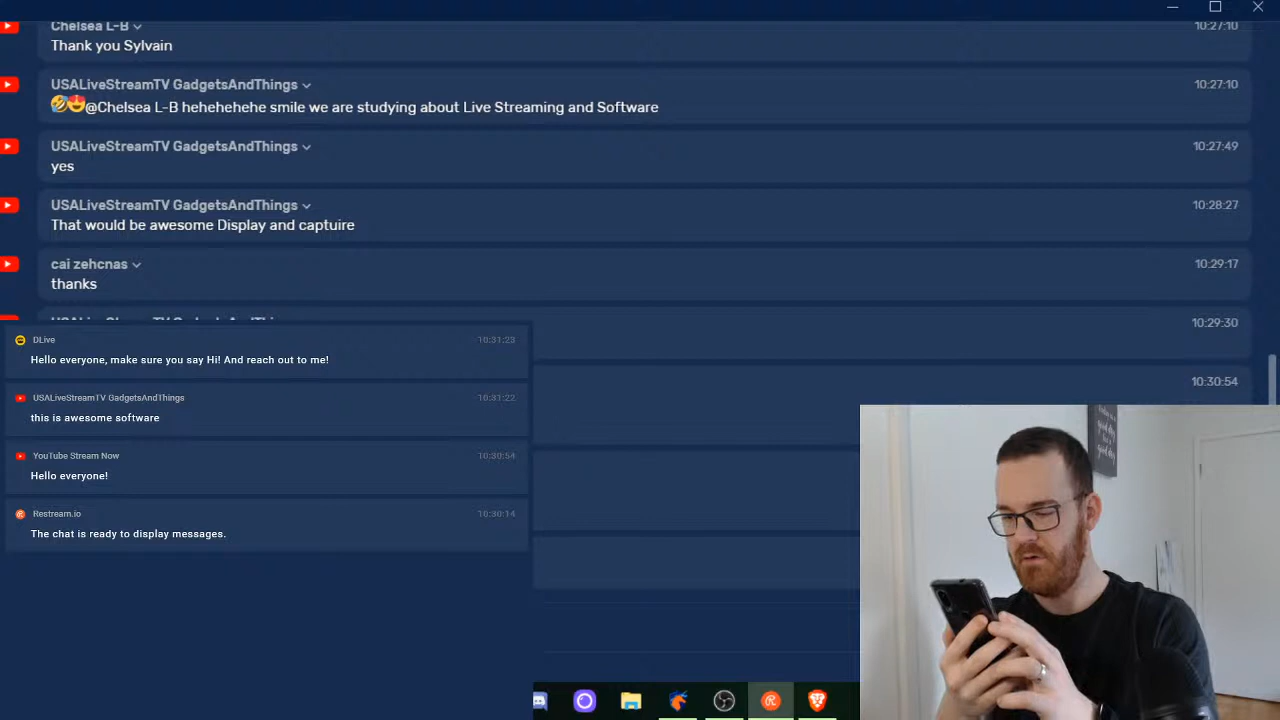 Chelsea L-B
10:27:10
Thank you Sylvain
USALiveStreamTV GadgetsAndThings
10:27:10
@Chelsea L-B hehehehehe smile we are studying about Live Streaming and Software
USALiveStreamTV GadgetsAndThings
10:27:49
yes
USALiveStreamTV GadgetsAndThings
10:28:27
That would be awesome Display and captuire
cai zehcnas
10:29:17
thanks
USALiveStreamTV GadgetsAndThings
10:29:30
10:30:54
DLive
10:31:23
Hello everyone, make sure you say Hi! And reach out to me!
USALiveStreamTV GadgetsAndThings
10:31:22
this is awesome software
YouTube Stream Now
10:30:54
Hello everyone!
Restream.io
10:30:14
The chat is ready to display messages.